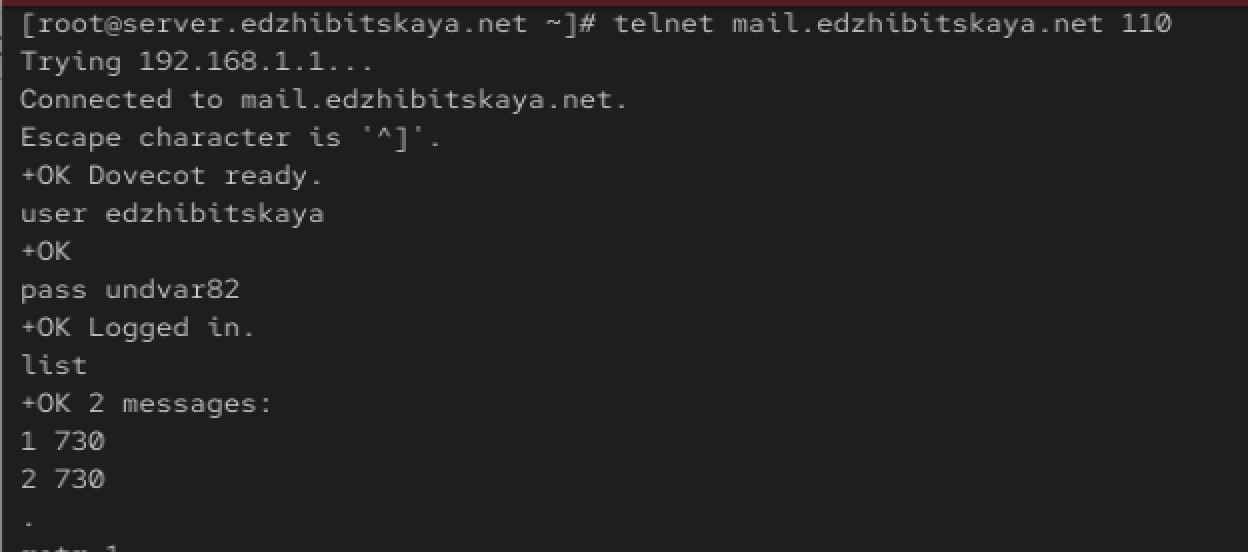 [root@server.edzhibitskaya.net ~]# telnet mail.edzhibitskaya.net 110
Trying 192.168.1.1...
Connected to mail.edzhibitskaya.net.
Escape character is '^]'.
+OK Dovecot ready.
user edzhibitskaya
+OK
pass undvar82
+OK Logged in.
list
+OK 2 messages:
1 730
2 730
.